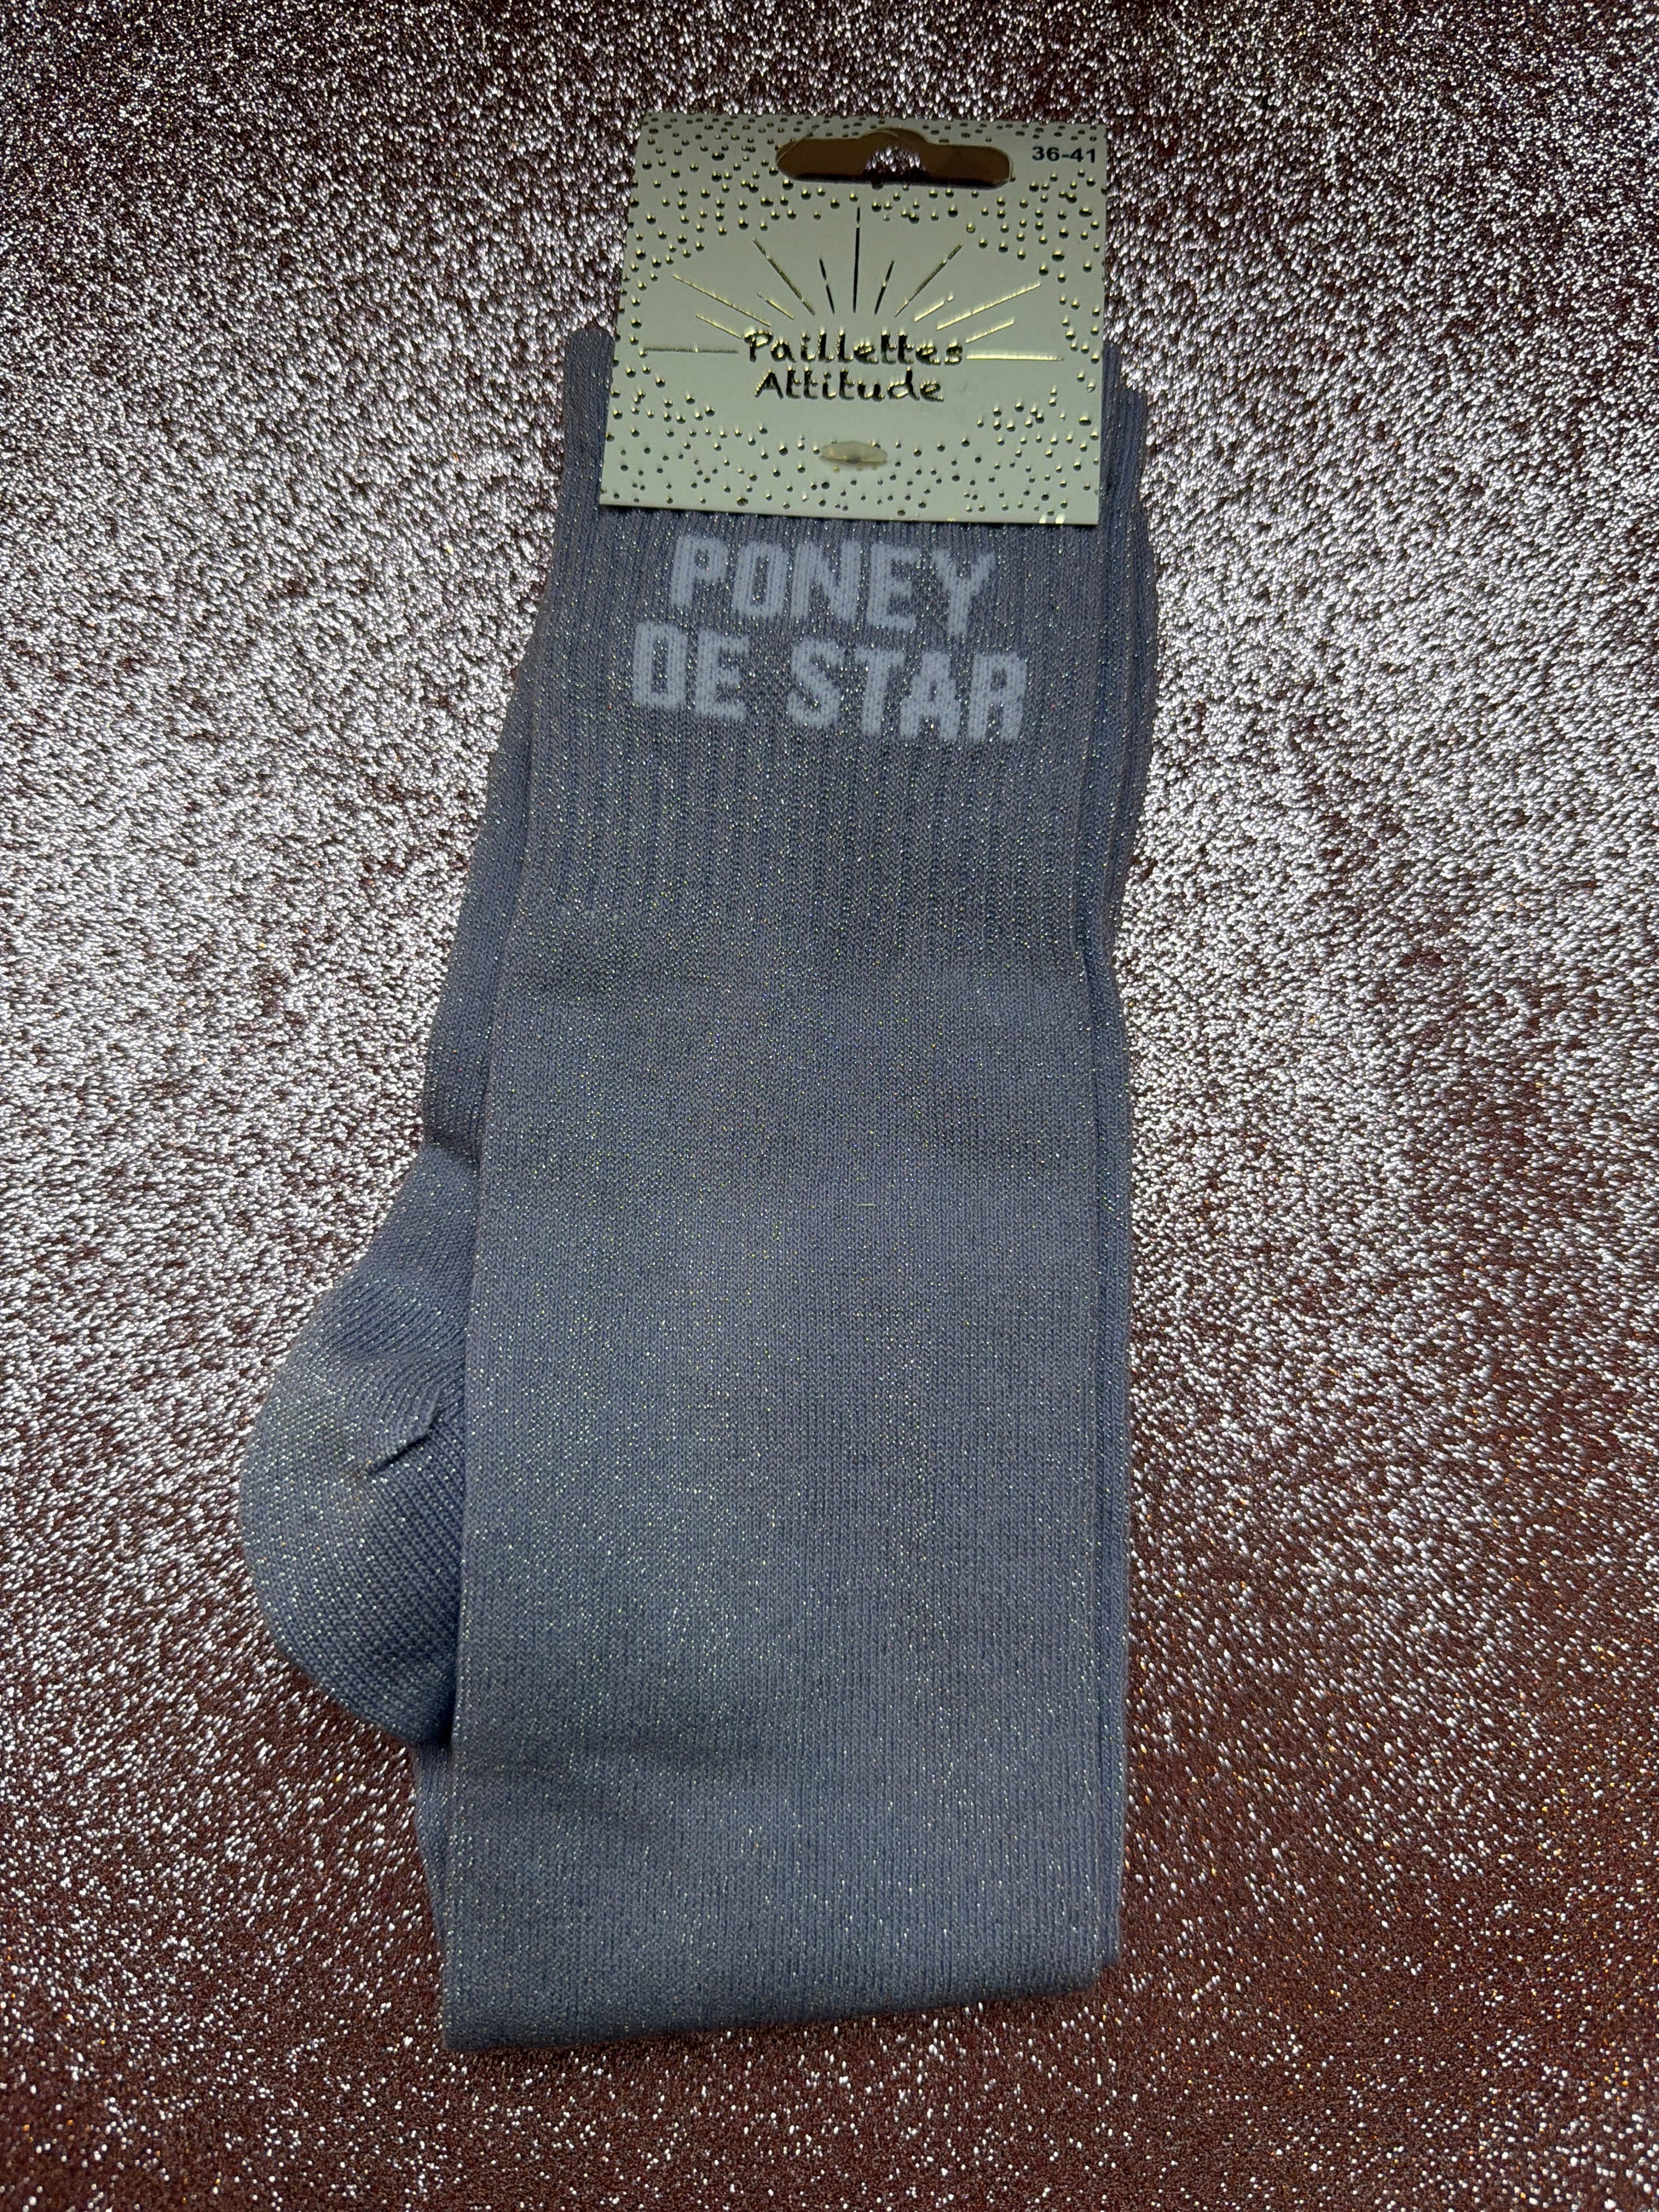 36-41
Paillettes
Attitude
PONEY
DE STAR